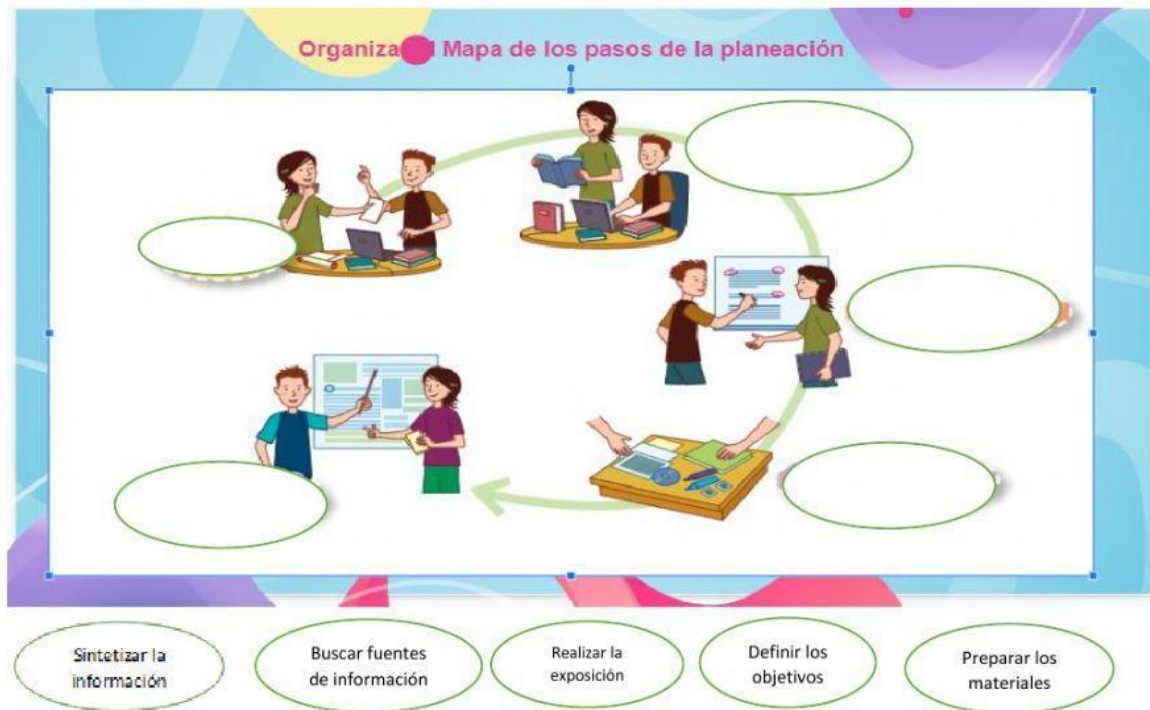 Organiza l Mapa de los pasos de la planeación
Sintetizar la
información
Buscar fuentes
de información
Realizar la
exposición
Definir los
objetivos
Preparar los
materiales